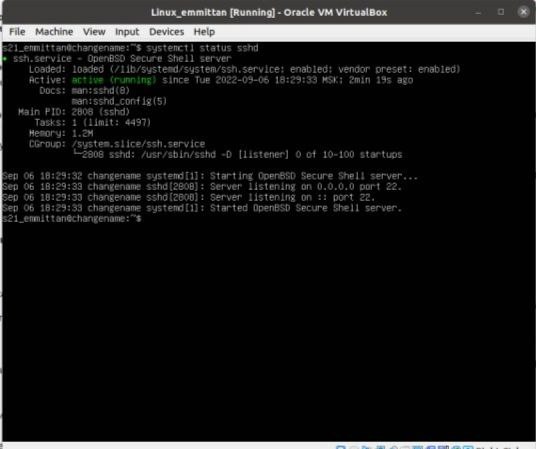 Linux_emmittan [Running] - Oracle VM VirtualBox
File Machine View Input Devices Help
s21_emmittan@changename:~$ systemctl status sshd
● ssh.service - OpenBSD Secure Shell server
Loaded: loaded (/lib/systemd/system/ssh.service; enabled; vendor preset: enabled)
Active: active (running) since Tue 2022-09-06 18:29:33 MSK; 2min 19s ago
Docs: man:sshd(8)
man:sshd_config(5)
Main PID: 2808 (sshd)
Tasks: 1 (limit: 4497)
Memory: 1.2M
CGroup: /system.slice/ssh.service
└─2808 sshd: /usr/sbin/sshd -D [listener] 0 of 10-100 startups
Sep 06 18:29:32 changename systemd[1]: Starting OpenBSD Secure Shell server...
Sep 06 18:29:33 changename sshd[2808]: Server listening on 0.0.0.0 port 22.
Sep 06 18:29:33 changename sshd[2808]: Server listening on :: port 22.
Sep 06 18:29:33 changename systemd[1]: Started OpenBSD Secure Shell server.
s21_emmittan@changename:~$